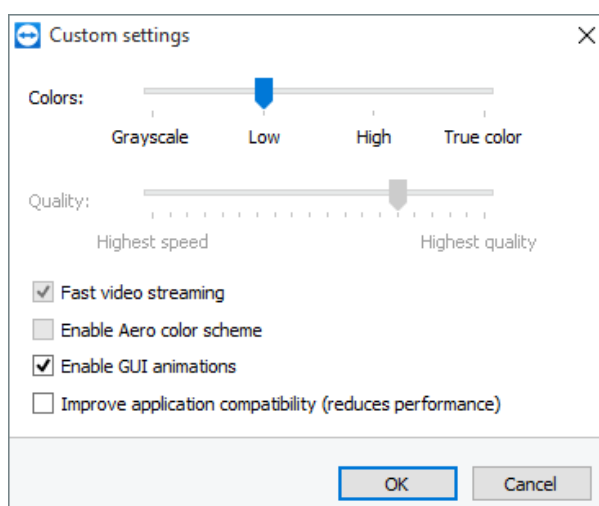 Custom settings
Colors:
Grayscale Low High True color
Quality:
Highest speed Highest quality
Fast video streaming
Enable Aero color scheme
Enable GUI animations
Improve application compatibility (reduces performance)
OK Cancel